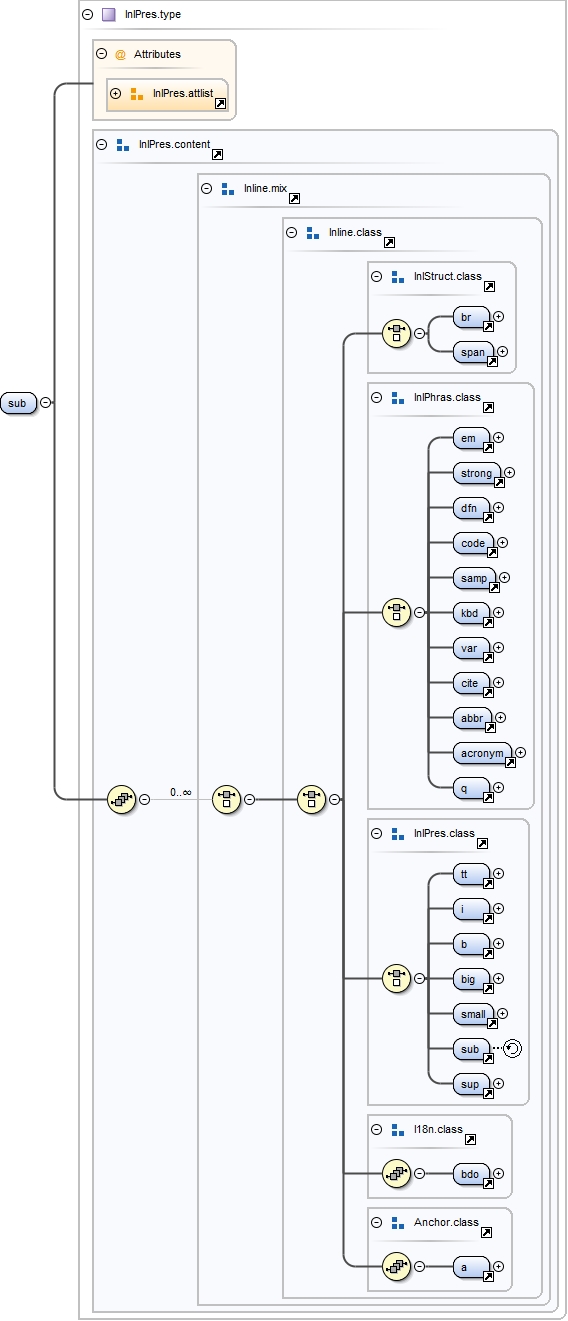 InlPres.type
@ Attributes
InlPres.attlist
InlPres.content
Inline.mix
Inline.class
InlStruct.class
br
span
sub
InlPhras.class
em
strong
dfn
code
samp
kbd
var
cite
abbr
acronym
q
0..∞
InlPres.class
tt
i
b
big
small
sub
sup
I18n.class
bdo
Anchor.class
a